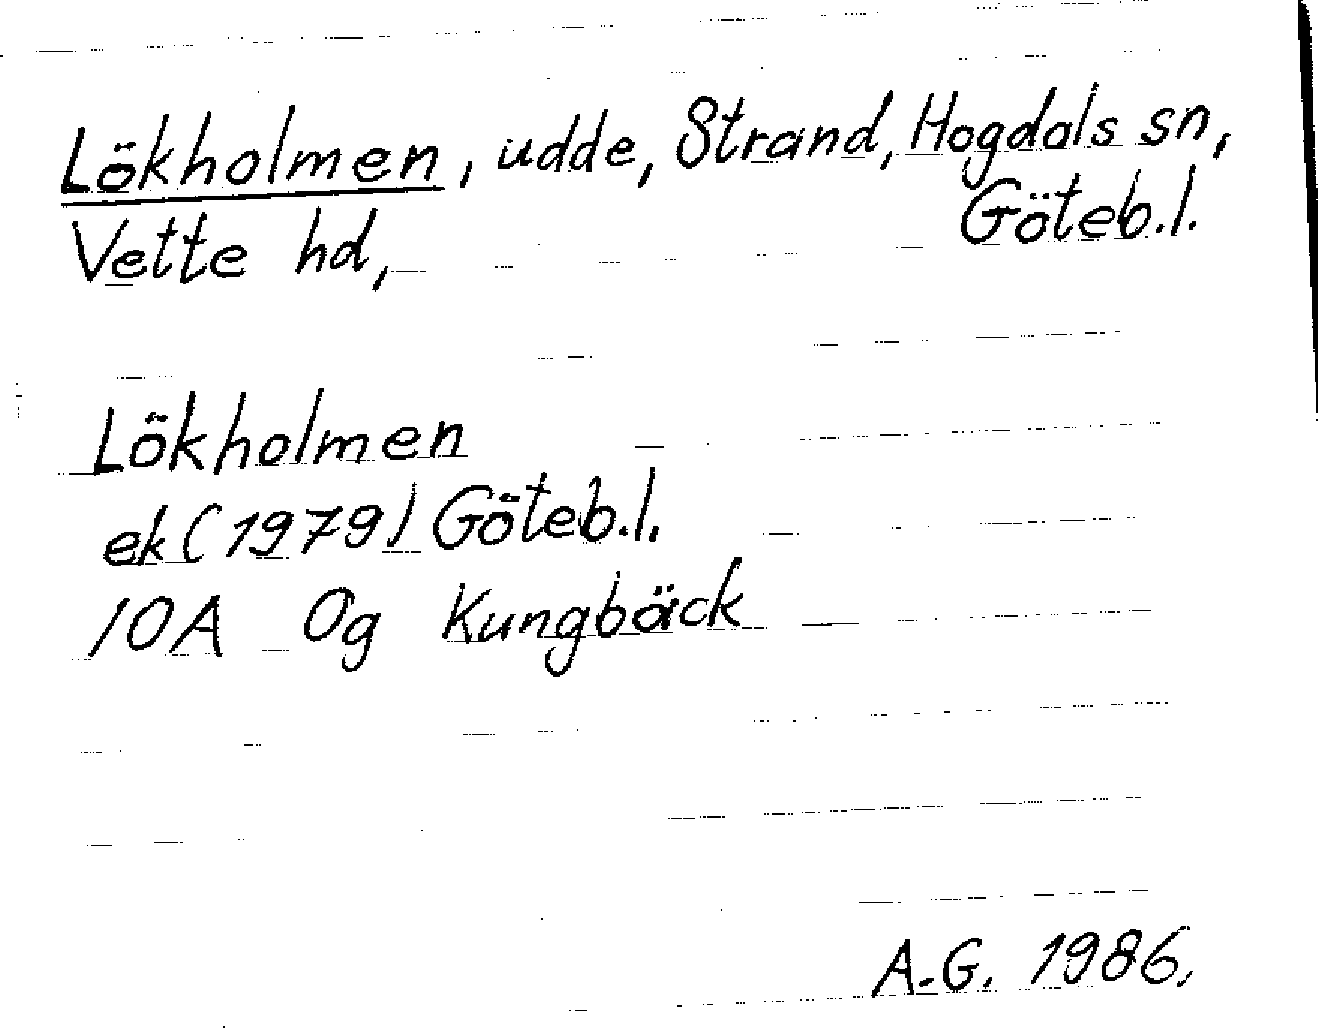 Lökholmen, udde, Strand, Hogdals sn,
Göteb.l.
Vette hd,
Lökholmen
ek (1979) Göteb.l.
10A Og Kungbäck
A.G. 1986.